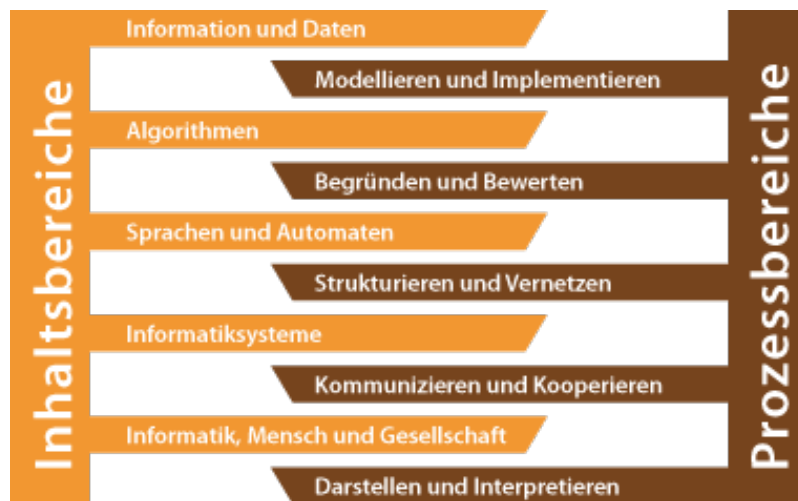 Inhaltsbereiche
Information und Daten
Modellieren und Implementieren
Algorithmen
Begründen und Bewerten
Sprachen und Automaten
Strukturieren und Vernetzen
Informatiksysteme
Kommunizieren und Kooperieren
Informatik, Mensch und Gesellschaft
Darstellen und Interpretieren
Prozessbereiche